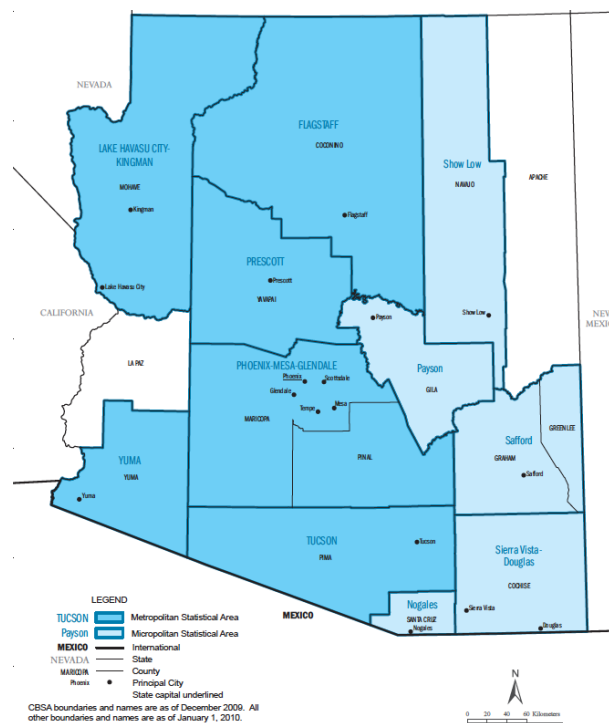 NEVADA
FLAGSTAFF
COCONINO
LAKE HAVASU CITY-
KINGMAN
MOHAVE
Show Low
NAVAJO
APACHE
Kingman
Flagstaff
PRESCOTT
Prescott
YAVAPAI
Lake Havasu City
CALIFORNIA
NEW
MEXICO
Payson
Show Low
LA PAZ
PHOENIX-MESA-GLENDALE
Payson
GILA
Phoenix
Scottsdale
Glendale
Tempe
Mesa
MARICOPA
PINAL
GREENLEE
Safford
GRAHAM
Safford
YUMA
YUMA
Yuma
TUCSON
PIMA
Tucson
Sierra Vista-
Douglas
COCHISE
Nogales
SANTA CRUZ
Nogales
Sierra Vista
Douglas
MEXICO
LEGEND
TUCSON Metropolitan Statistical Area
Payson Micropolitan Statistical Area
MEXICO International
NEVADA State
MARICOPA County
Phoenix Principal City
State capital underlined
CBSA boundaries and names are as of December 2009. All
other boundaries and names are as of January 1, 2010.
N
0 20 40 60 Kilometers